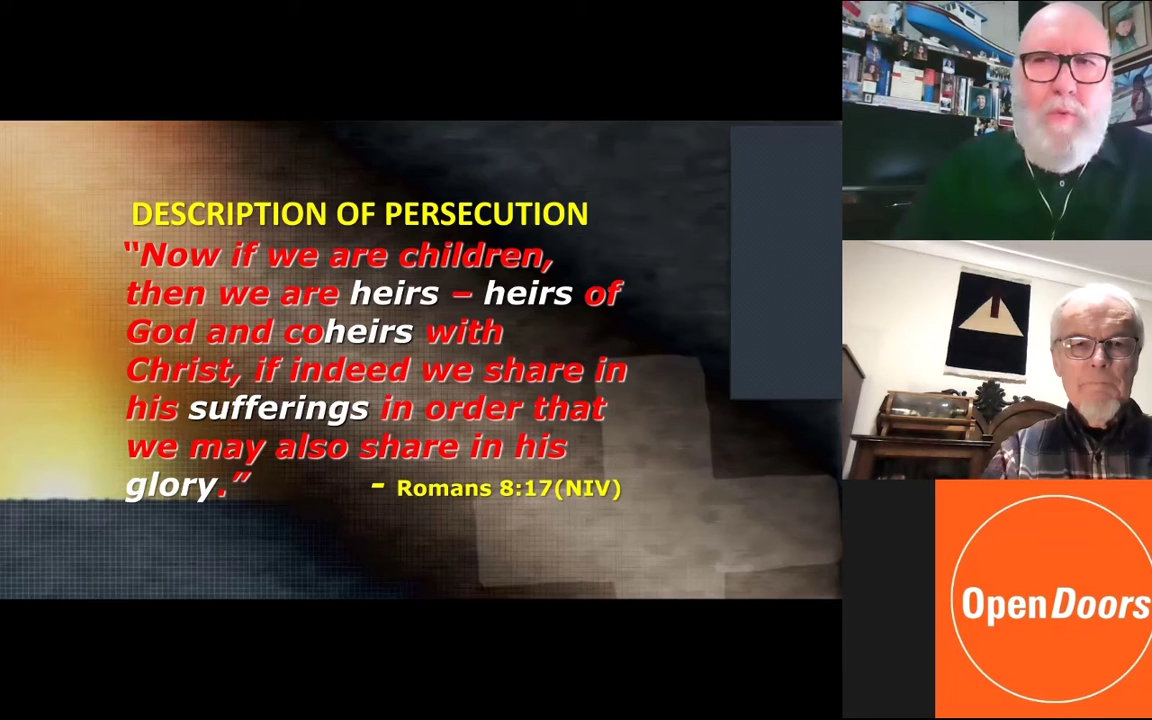 DESCRIPTION OF PERSECUTION
“Now if we are children,
then we are heirs – heirs of
God and coheirs with
Christ, if indeed we share in
his sufferings in order that
we may also share in his
glory.” - Romans 8:17(NIV)
OpenDoors